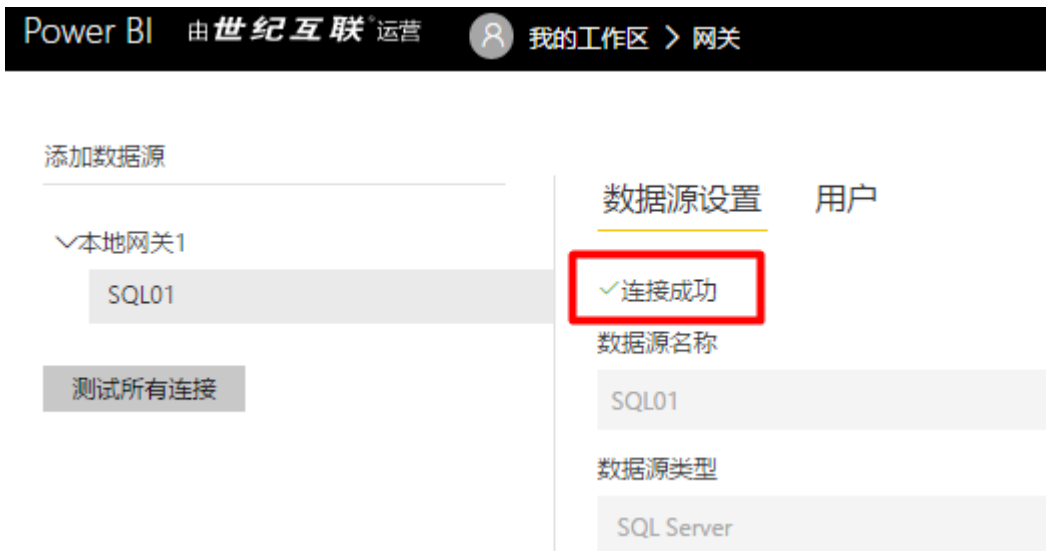 Power BI 由世纪互联运营 我的工作区 > 网关
添加数据源
数据源设置 用户
本地网关1
SQL01
连接成功
数据源名称
测试所有连接
SQL01
数据源类型
SQL Server